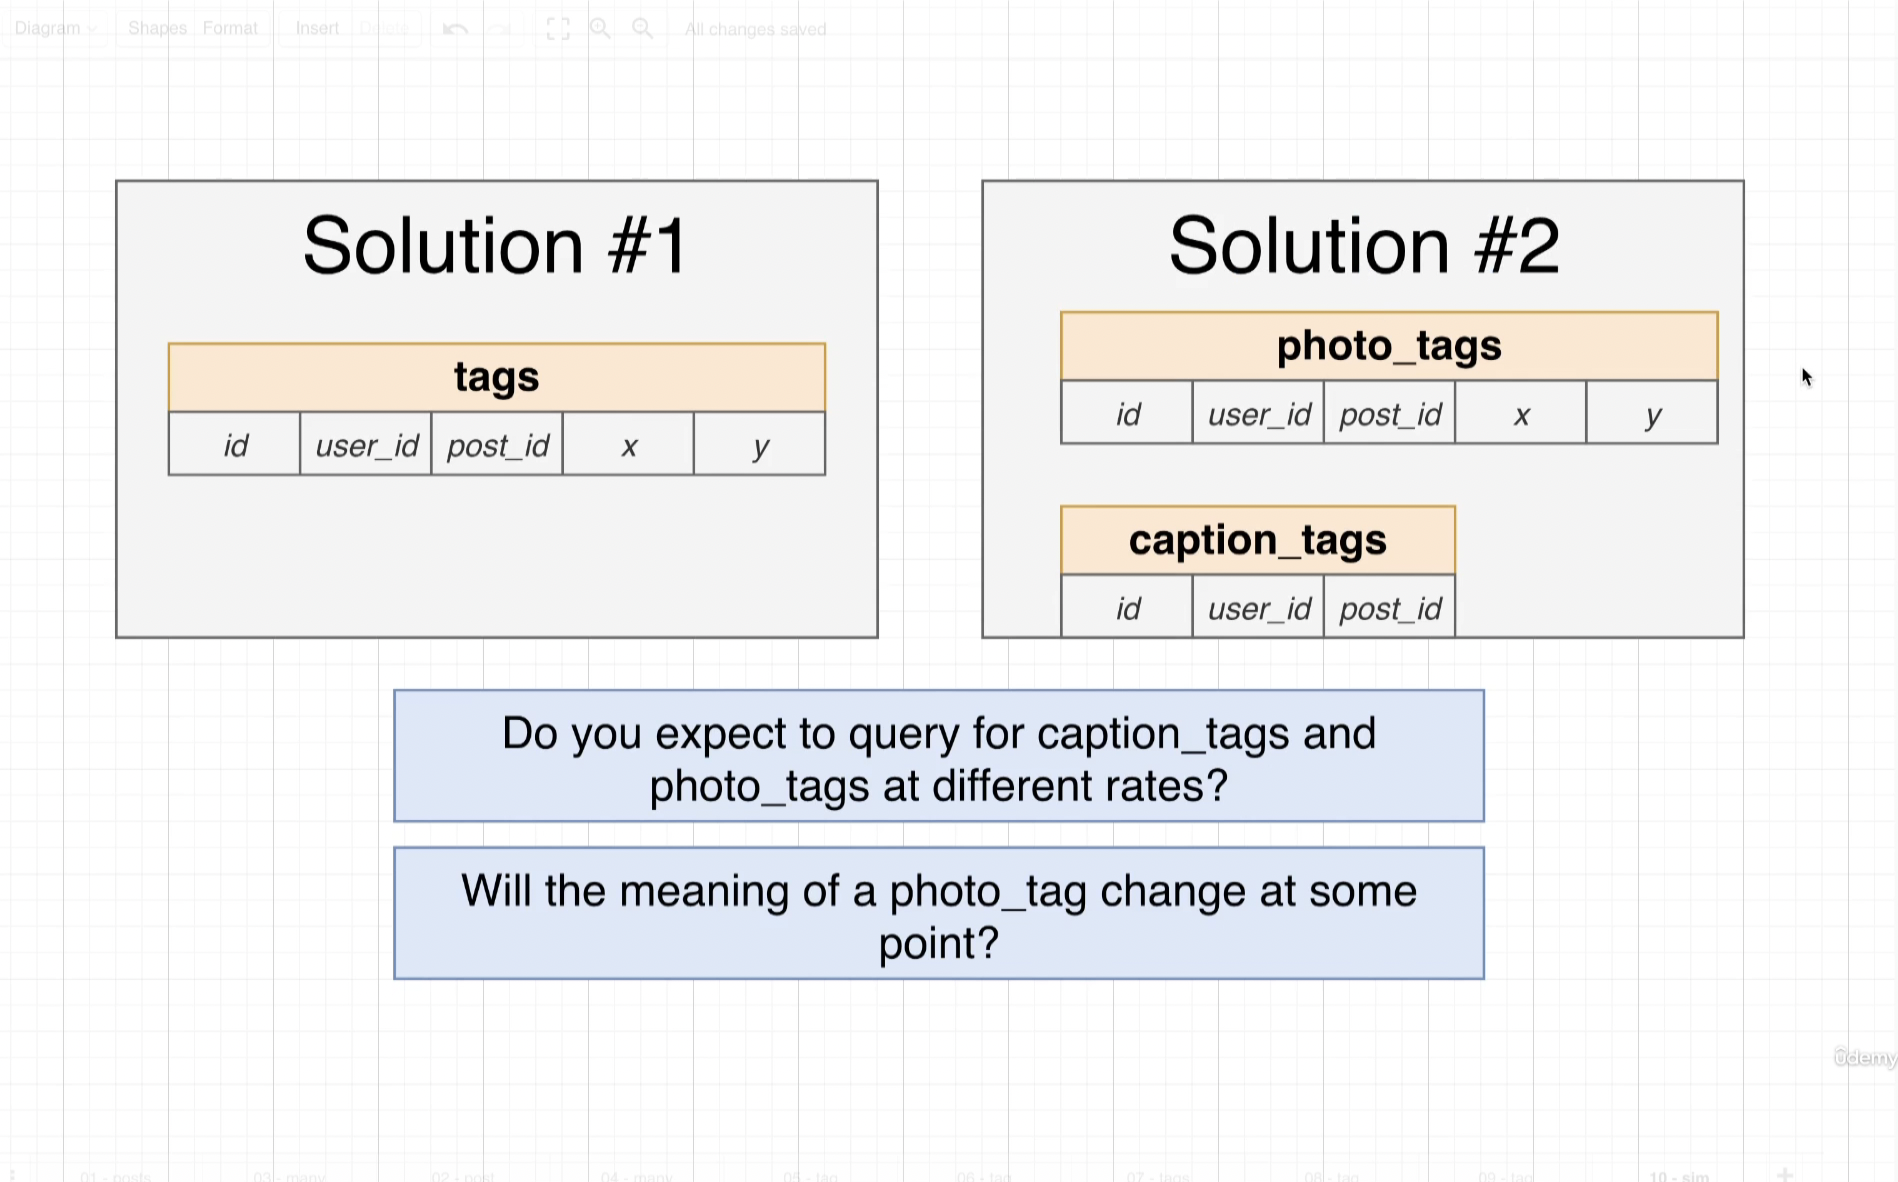 Diagram Shapes Format Insert Delete All changes saved
Solution #1
tags
id user_id post_id x y
Solution #2
photo_tags
id user_id post_id x y
caption_tags
id user_id post_id
Do you expect to query for caption_tags and
photo_tags at different rates?
Will the meaning of a photo_tag change at some
point?
ûdemy
01 - posts 03 - many 02 - post 04 - many 05 - tag 06 - tag 07 - tags 08 - tag 09 - tag 10 - sim